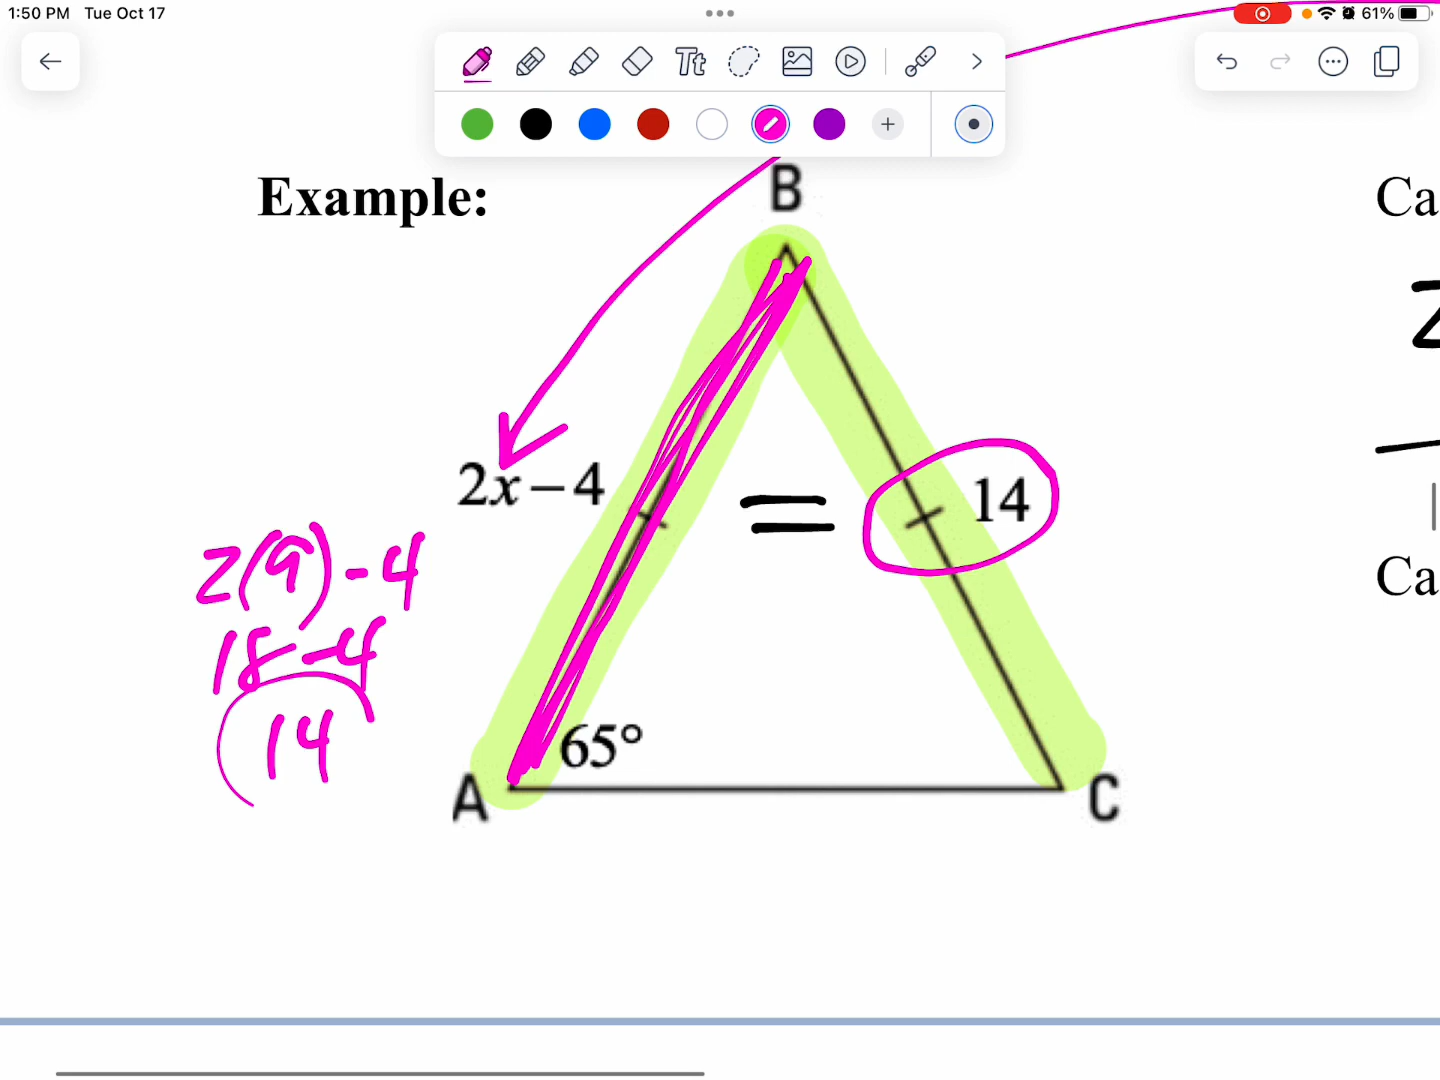 1:50 PM Tue Oct 17
61%
Tt
Example:
B
Ca
2x – 4
=
14
2(9) - 4
18 - 4
14
65°
A
C
Ca